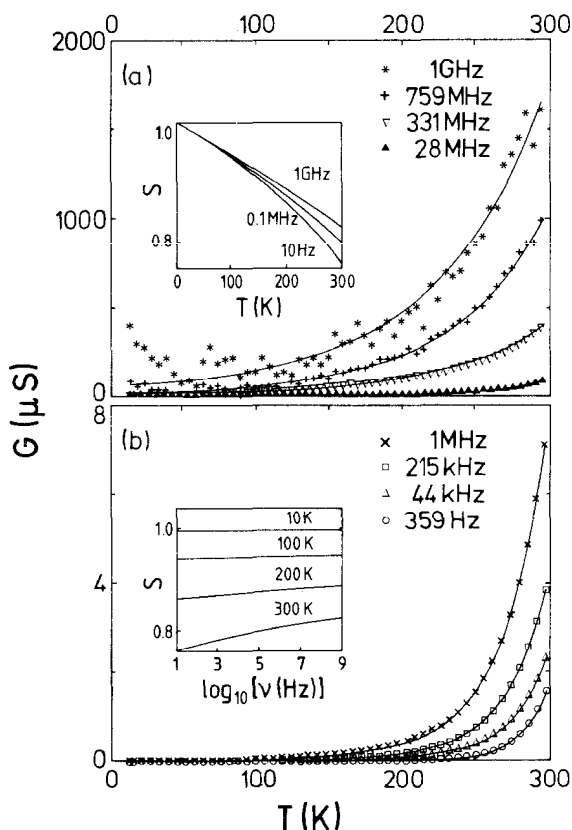 0 100 200 300
2000
(a)
* 1GHz
+ 759MHz
▽ 331MHz
▲ 28MHz
1.0
S
1GHz
0.1MHz
0.8
10Hz
0 100 200 300
T(K)
1000
0
G (μS)
8
(b)
× 1MHz
□ 215kHz
△ 44kHz
○ 359Hz
10K
1.0
100K
S
200K
300K
0.8
1 3 5 7 9
log10[ν(Hz)]
4
0
0 100 200 300
T(K)